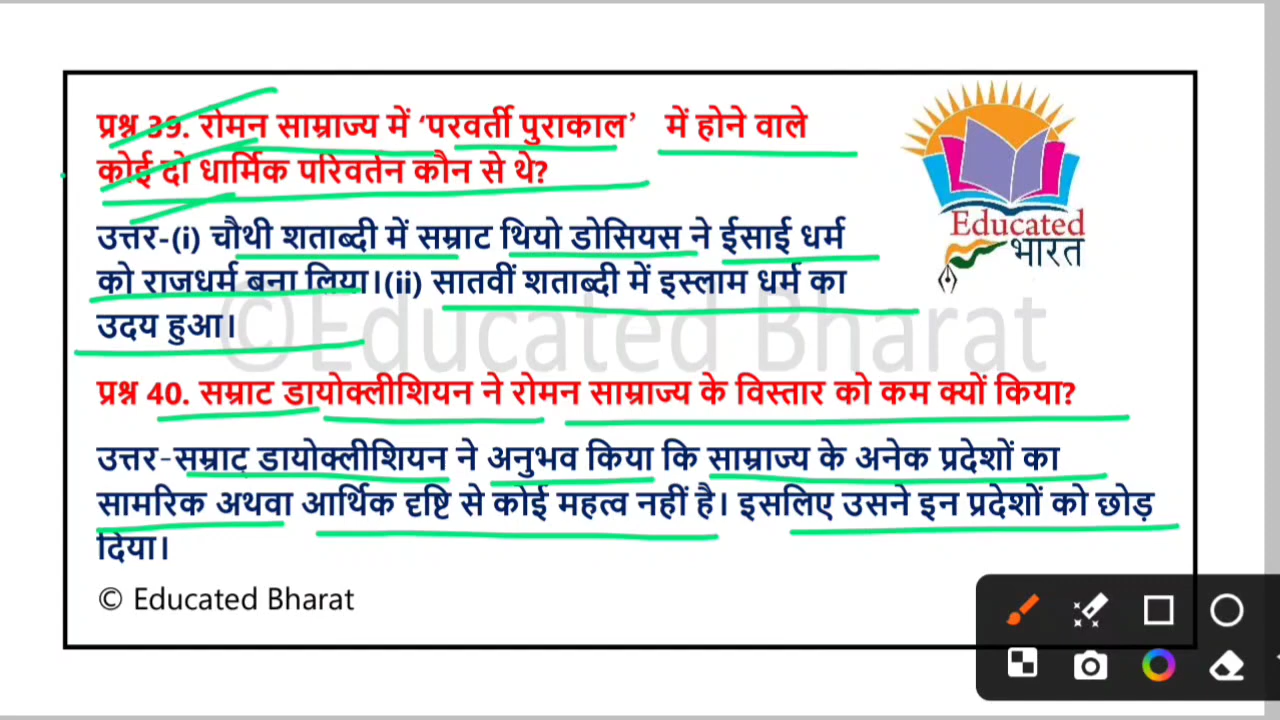 प्रश्न 39. रोमन साम्राज्य में ‘परवर्ती पुराकाल’ में होने वाले
कोई दो धार्मिक परिवर्तन कौन से थे?
उत्तर-(i) चौथी शताब्दी में सम्राट थियो डोसियस ने ईसाई धर्म
को राजधर्म बना लिया।(ii) सातवीं शताब्दी में इस्लाम धर्म का
उदय हुआ।
Educated
भारत
©Educated Bharat
प्रश्न 40. सम्राट डायोक्लीशियन ने रोमन साम्राज्य के विस्तार को कम क्यों किया?
उत्तर-सम्राट् डायोक्लीशियन ने अनुभव किया कि साम्राज्य के अनेक प्रदेशों का
सामरिक अथवा आर्थिक दृष्टि से कोई महत्व नहीं है। इसलिए उसने इन प्रदेशों को छोड़
दिया।
© Educated Bharat